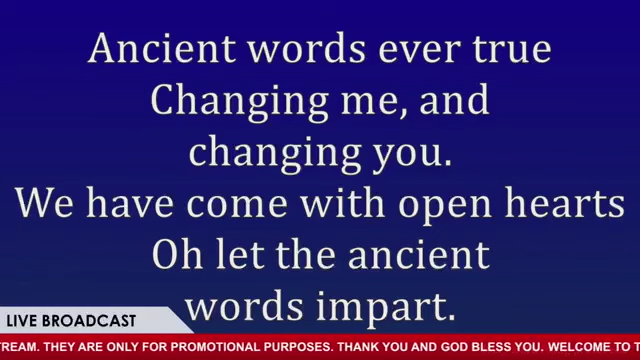 Ancient words ever true
Changing me, and
changing you.
We have come with open hearts
Oh let the ancient
words impart.
LIVE BROADCAST
TREAM. THEY ARE ONLY FOR PROMOTIONAL PURPOSES. THANK YOU AND GOD BLESS YOU. WELCOME TO T